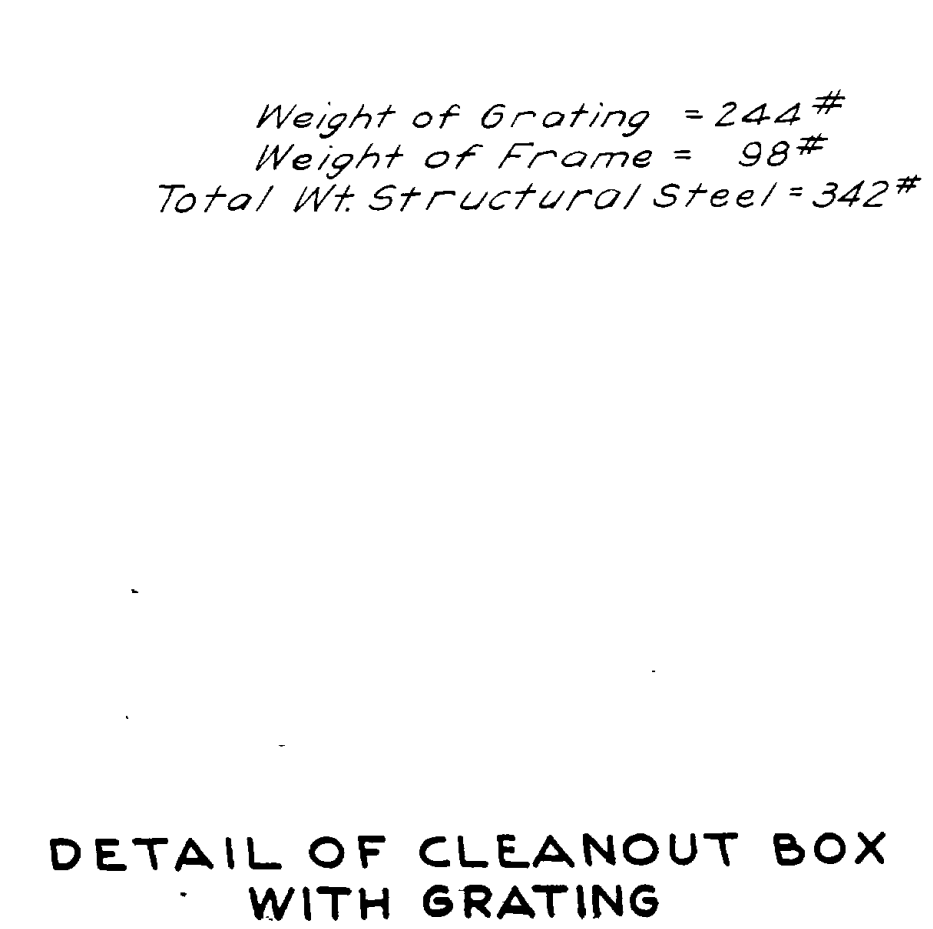 Weight of Grating = 244#
Weight of Frame = 98#
Total Wt. Structural Steel = 342#
DETAIL OF CLEANOUT BOX
WITH GRATING